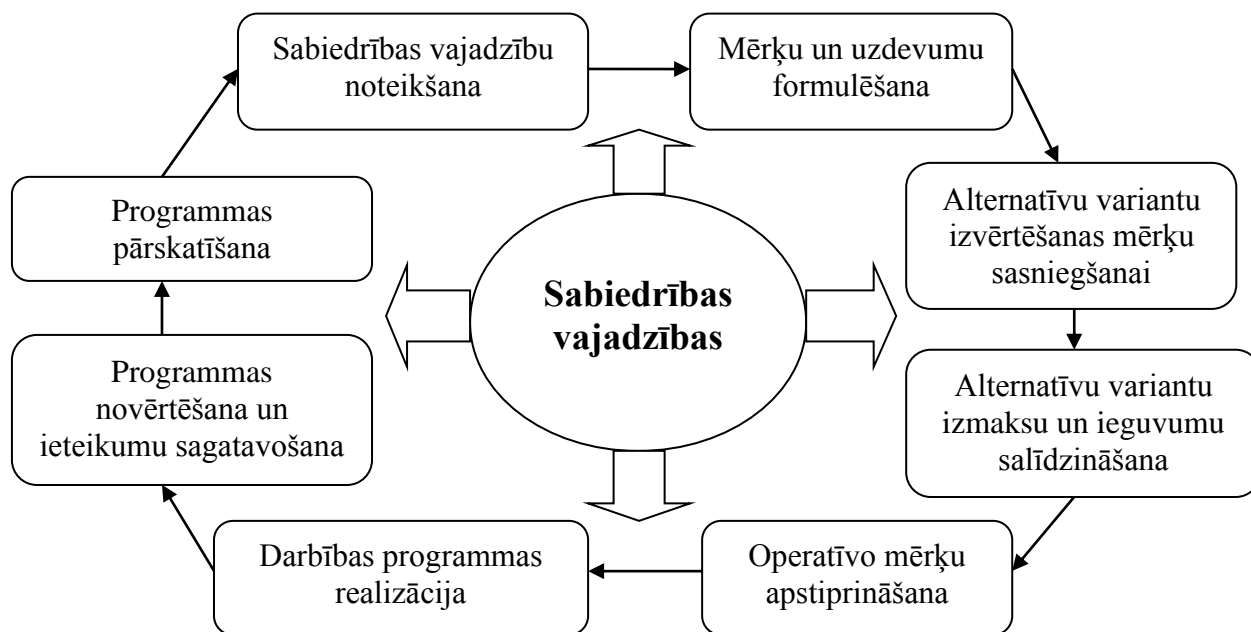 Sabiedrības vajadzību
noteikšana
Mērķu un uzdevumu
formulēšana
Alternatīvu variantu
izvērtēšanas mērķu
sasniegšanai
Alternatīvu variantu
izmaksu un ieguvumu
salīdzināšana
Operatīvo mērķu
apstiprināšana
Darbības programmas
realizācija
Programmas
novērtēšana un
ieteikumu sagatavošana
Programmas
pārskatīšana
Sabiedrības
vajadzības